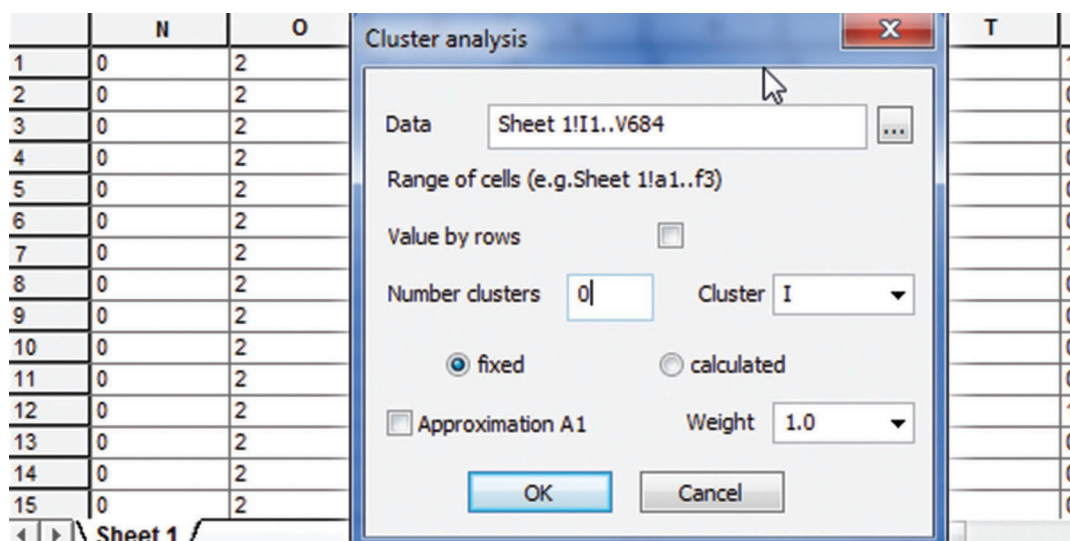 N O Cluster analysis T
1 0 2
2 0 2
3 0 2 Data Sheet 1!I1..V684 ...
4 0 2
5 0 2 Range of cells (e.g.Sheet 1!a1..f3)
6 0 2
7 0 2 Value by rows
8 0 2 Number clusters 0 Cluster I
9 0 2
10 0 2 fixed calculated
11 0 2
12 0 2 Approximation A1 Weight 1.0
13 0 2
14 0 2 OK Cancel
15 0 2
Sheet 1